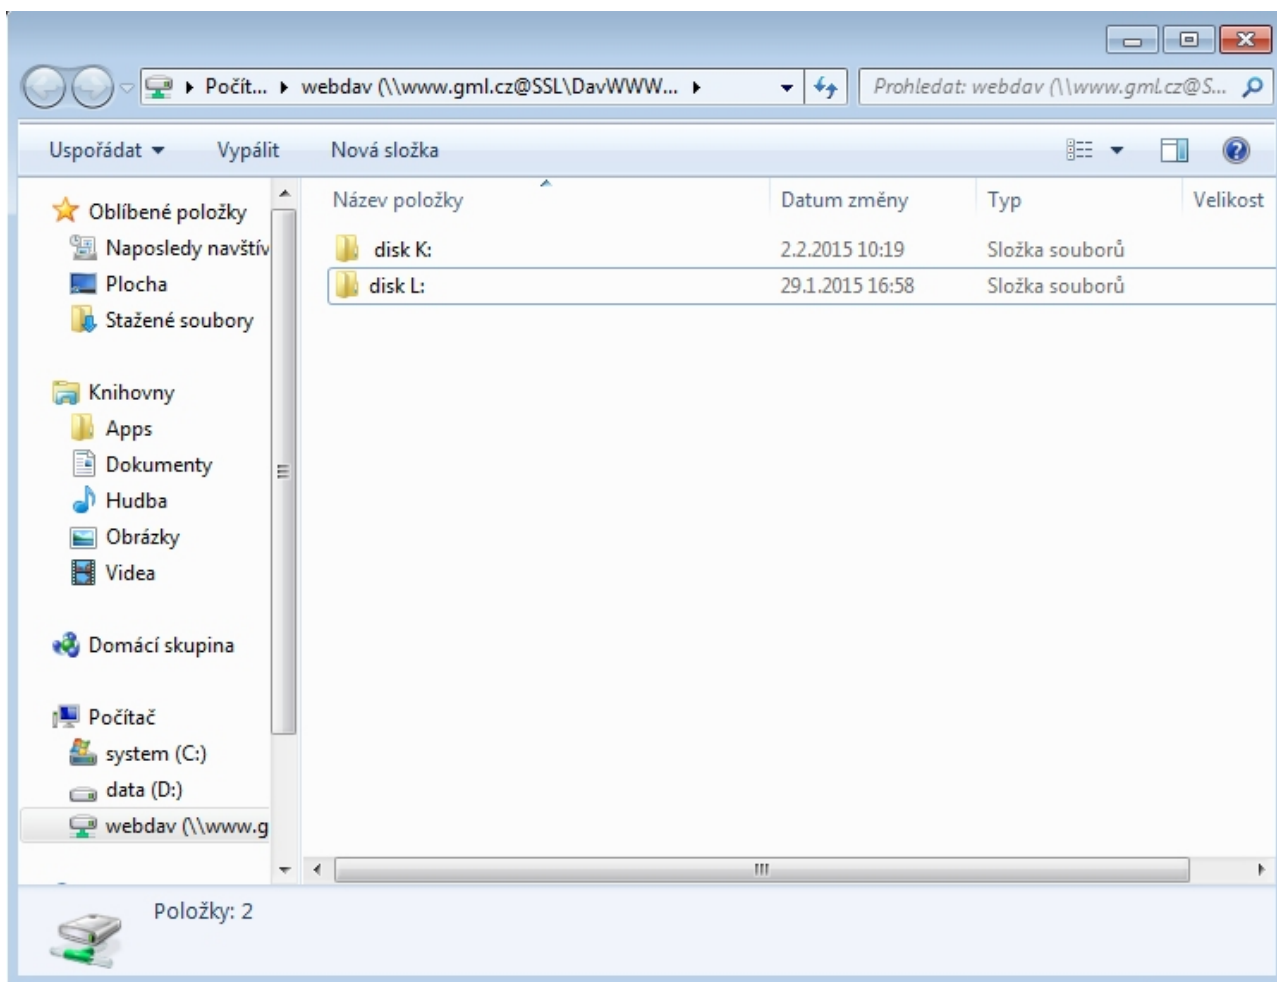 Počít... webdav (\\www.gml.cz@SSL\DavWWW... Prohledat: webdav (\\www.gml.cz@S...
Uspořádat Vypálit Nová složka
Název položky Datum změny Typ Velikost
disk K: 2.2.2015 10:19 Složka souborů
disk L: 29.1.2015 16:58 Složka souborů
Oblíbené položky
Naposledy navštív
Plocha
Stažené soubory
Knihovny
Apps
Dokumenty
Hudba
Obrázky
Videa
Domácí skupina
Počítač
system (C:)
data (D:)
webdav (\\www.g
Položky: 2